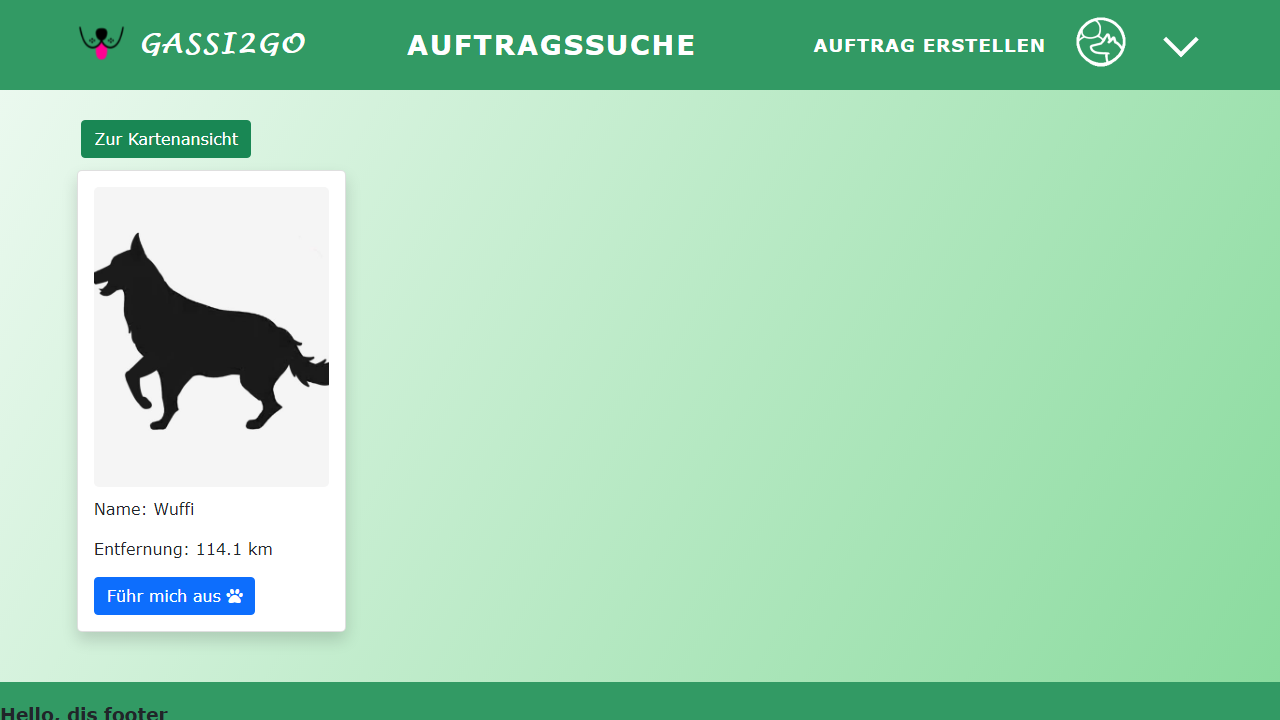 GASSI2GO
AUFTRAGSSUCHE
AUFTRAG ERSTELLEN
Zur Kartenansicht
Name: Wuffi
Entfernung: 114.1 km
Führ mich aus
Hello, dis footer